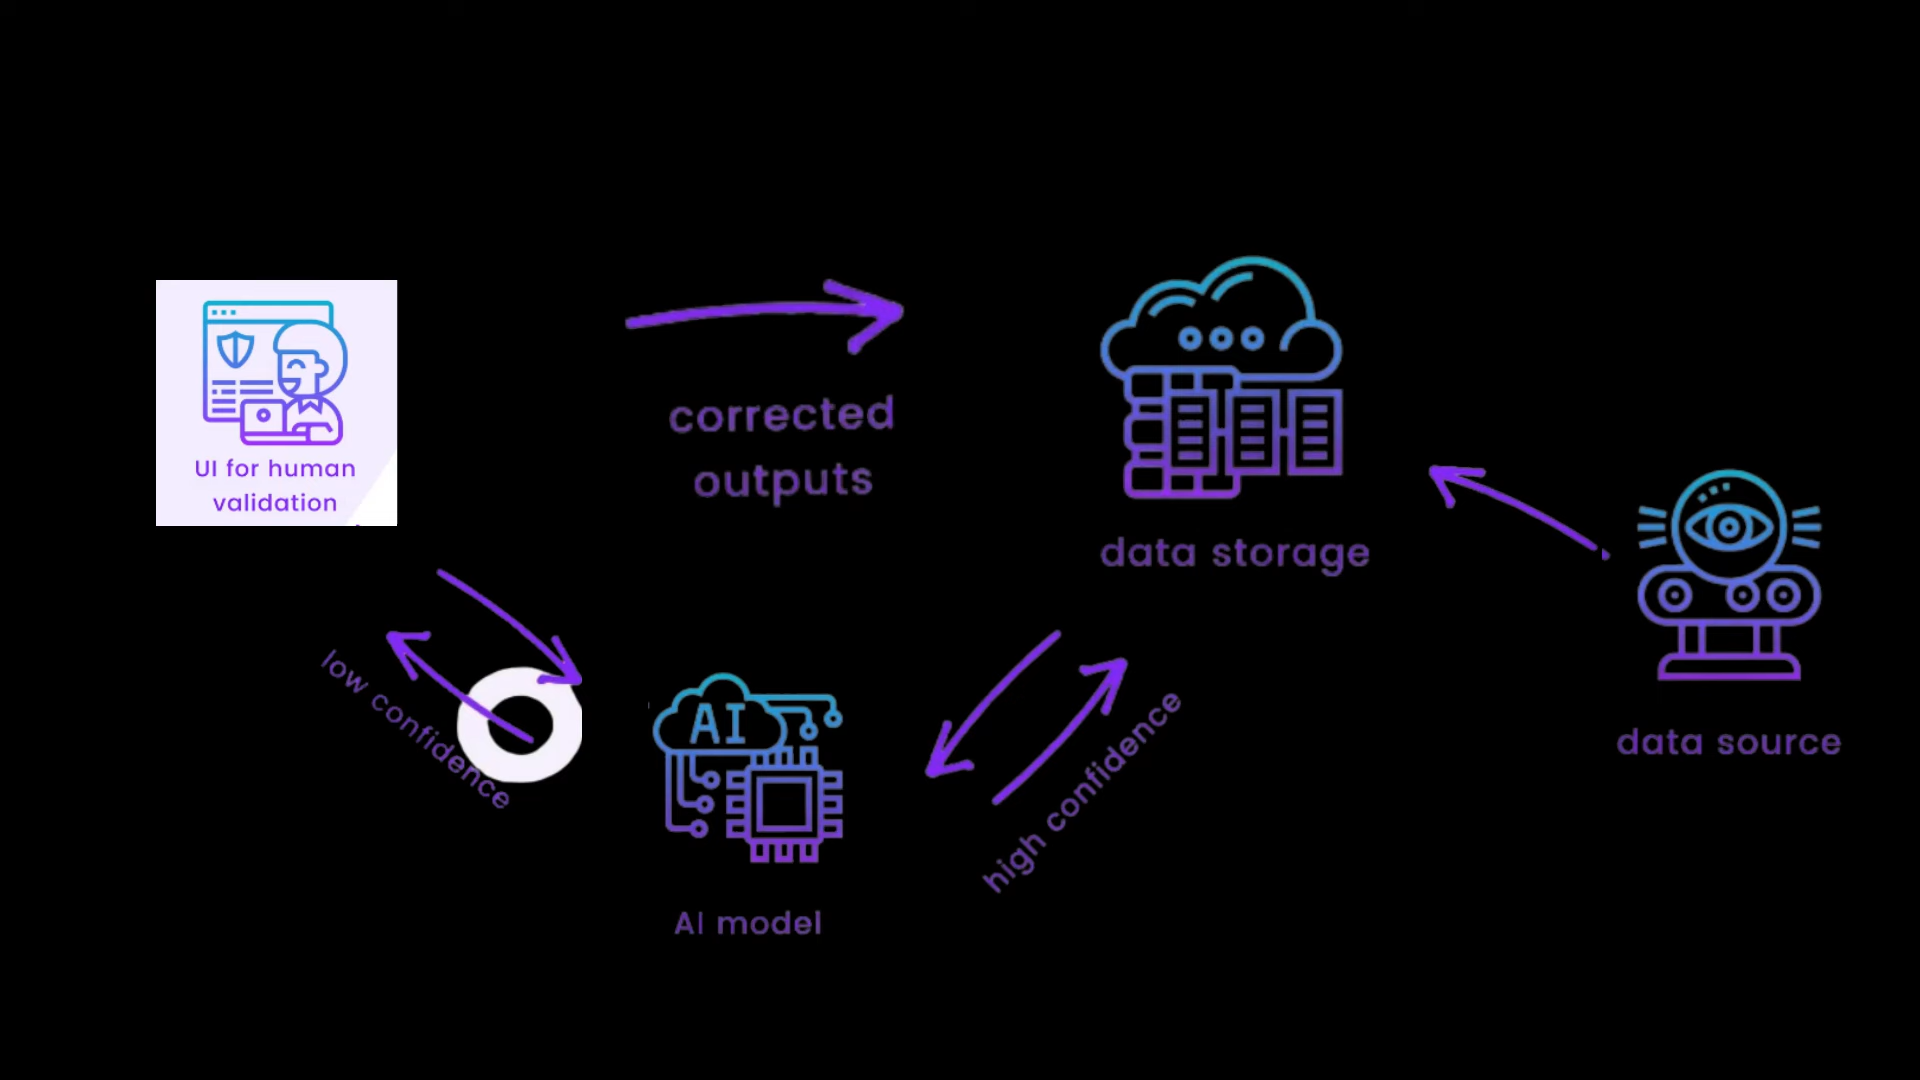 UI for human
validation
corrected
outputs
data storage
data source
low confidence
high confidence
AI
AI model